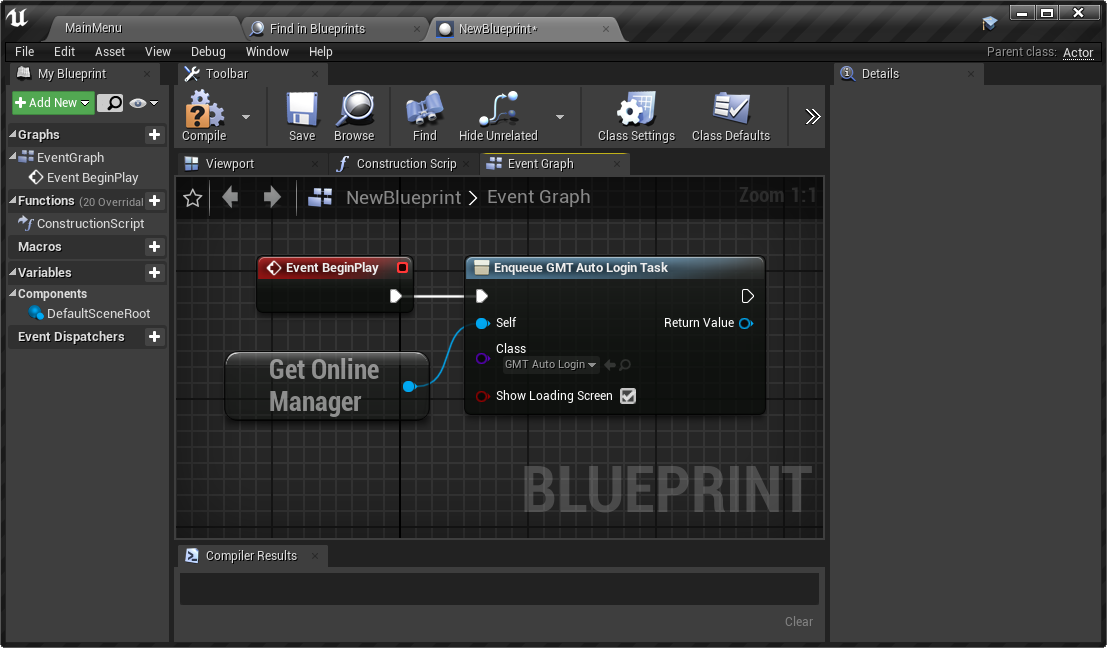 MainMenu
Find in Blueprints
NewBlueprint*
File Edit Asset View Debug Window Help
Parent class: Actor
My Blueprint
Toolbar
Details
Add New
Compile
Save
Browse
Find
Hide Unrelated
Class Settings
Class Defaults
Graphs
EventGraph
Event BeginPlay
Functions (20 Overridal
ConstructionScript
Macros
Variables
Components
DefaultSceneRoot
Event Dispatchers
Viewport
Construction Scrip
Event Graph
NewBlueprint > Event Graph
Zoom 1:1
Event BeginPlay
Enqueue GMT Auto Login Task
Self
Return Value
Class
GMT Auto Login
Show Loading Screen
Get Online
Manager
BLUEPRINT
Compiler Results
Clear